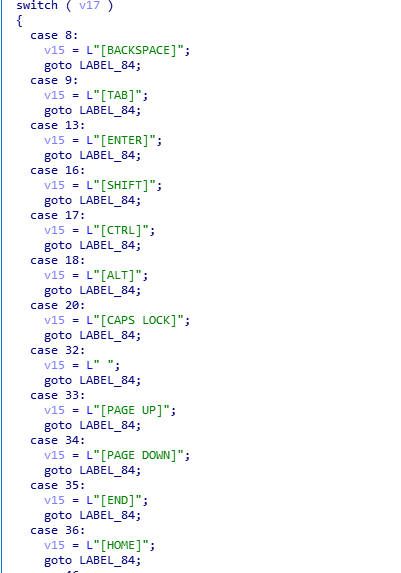 switch ( v17 )
{
case 8:
v15 = L"[BACKSPACE]";
goto LABEL_84;
case 9:
v15 = L"[TAB]";
goto LABEL_84;
case 13:
v15 = L"[ENTER]";
goto LABEL_84;
case 16:
v15 = L"[SHIFT]";
goto LABEL_84;
case 17:
v15 = L"[CTRL]";
goto LABEL_84;
case 18:
v15 = L"[ALT]";
goto LABEL_84;
case 20:
v15 = L"[CAPS LOCK]";
goto LABEL_84;
case 32:
v15 = L" ";
goto LABEL_84;
case 33:
v15 = L"[PAGE UP]";
goto LABEL_84;
case 34:
v15 = L"[PAGE DOWN]";
goto LABEL_84;
case 35:
v15 = L"[END]";
goto LABEL_84;
case 36:
v15 = L"[HOME]";
goto LABEL_84;